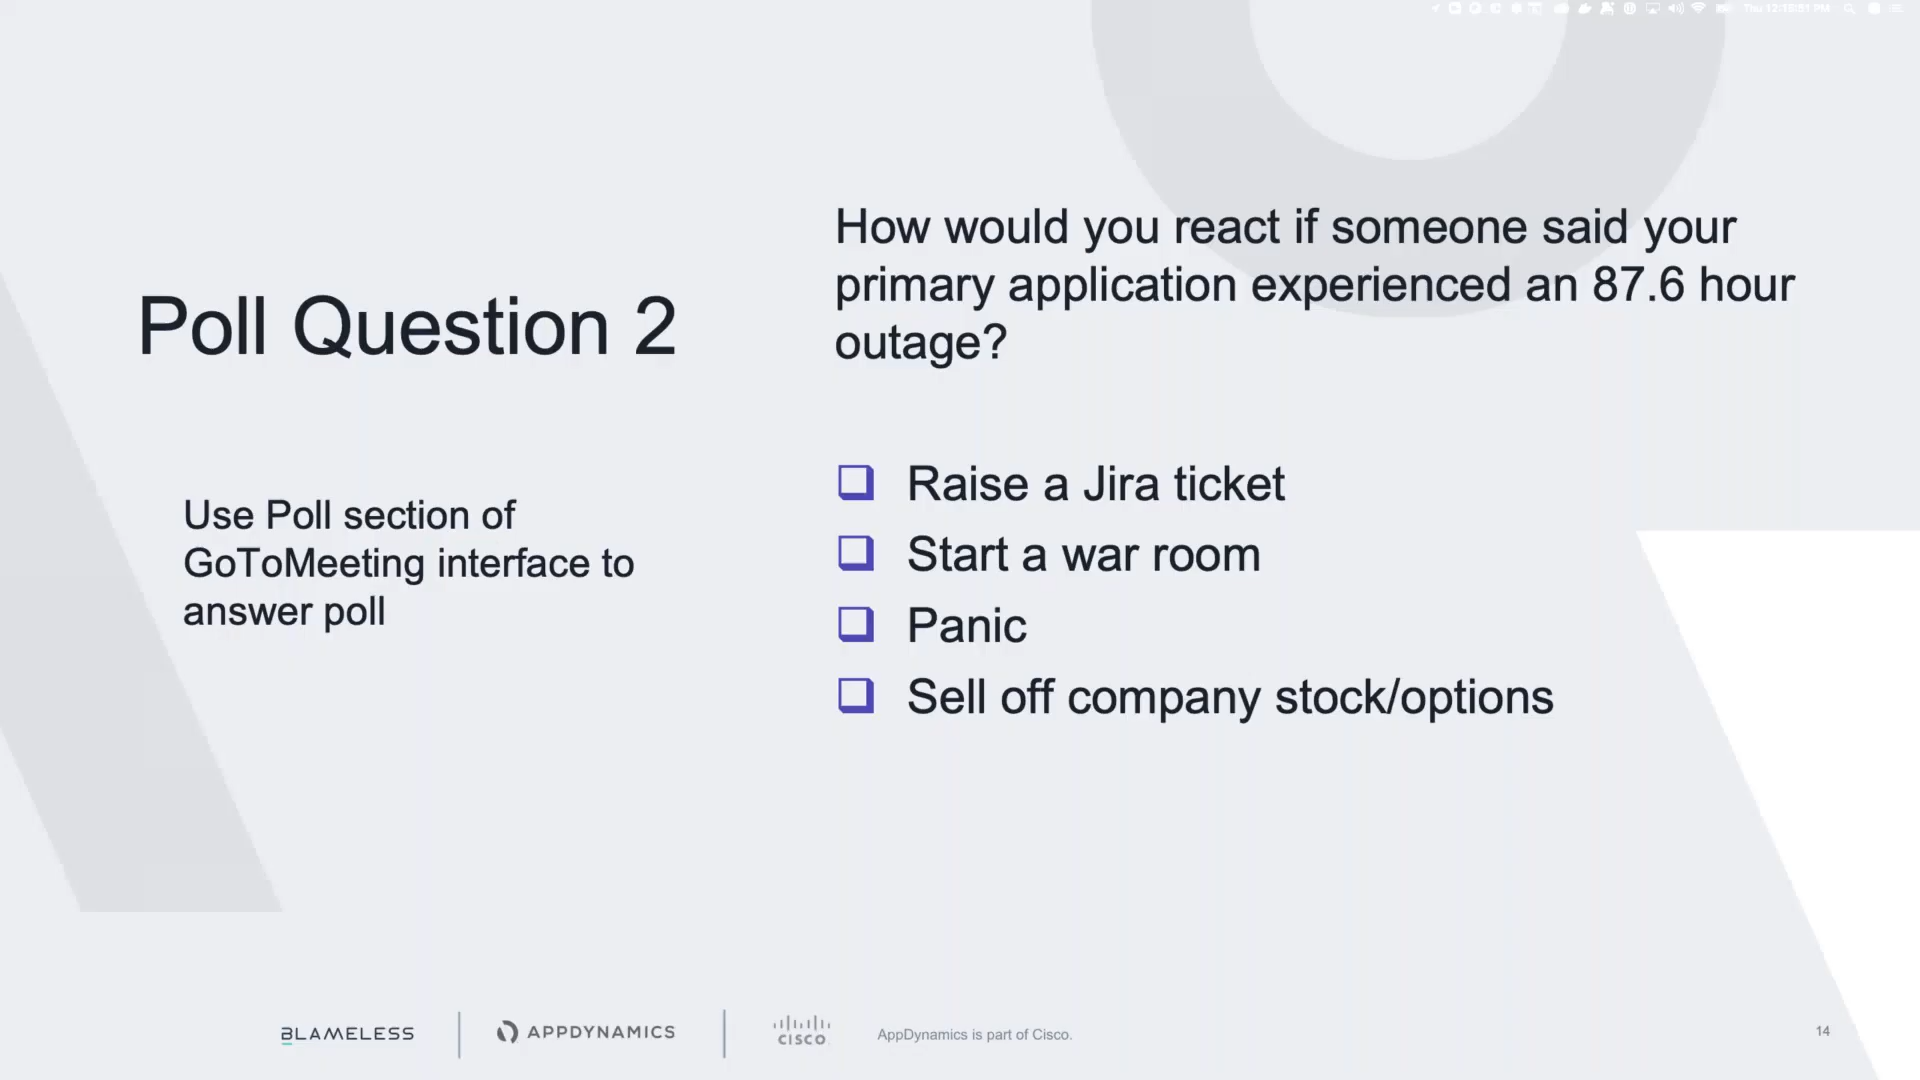 Poll Question 2
Use Poll section of
GoToMeeting interface to
answer poll
How would you react if someone said your
primary application experienced an 87.6 hour
outage?
Raise a Jira ticket
Start a war room
Panic
Sell off company stock/options
BLAMELESS
APPDYNAMICS
CISCO
AppDynamics is part of Cisco.
14